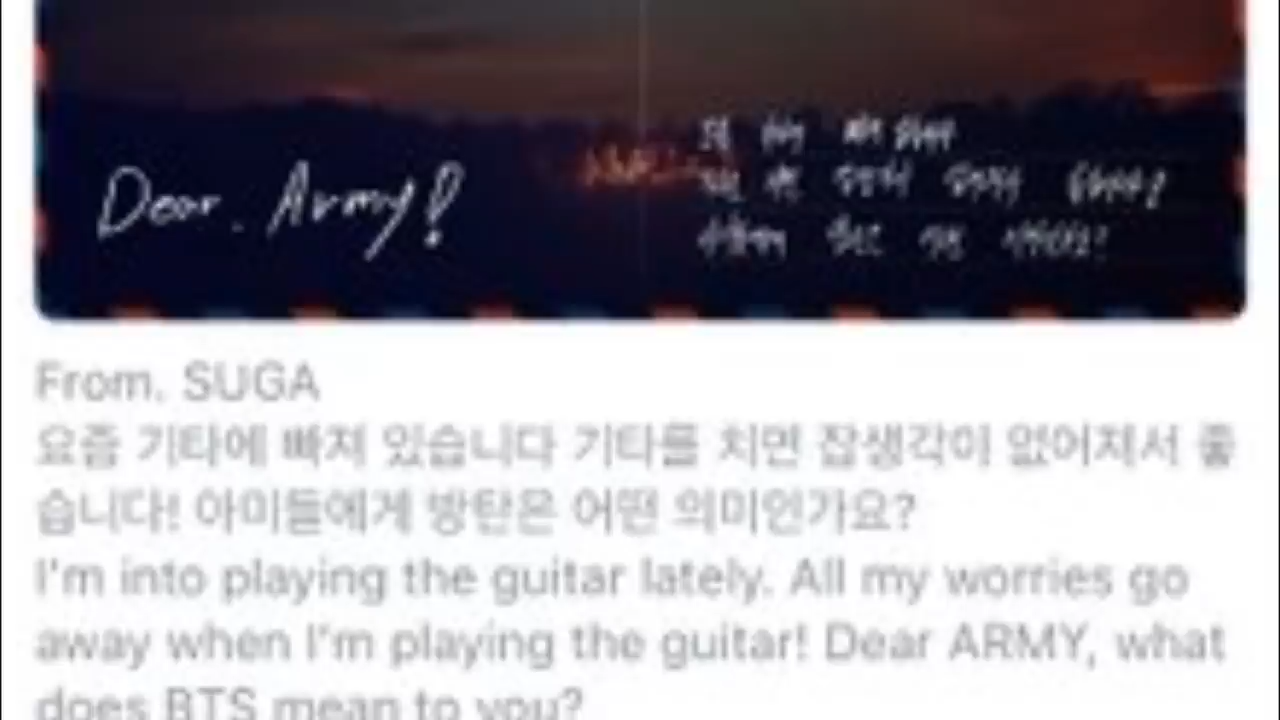 Dear. Army!
From. SUGA
요즘 기타에 빠져 있습니다 기타를 치면 잡생각이 없어져서 좋
습니다! 아미들에게 방탄은 어떤 의미인가요?
I'm into playing the guitar lately. All my worries go
away when I'm playing the guitar! Dear ARMY, what
does BTS mean to you?